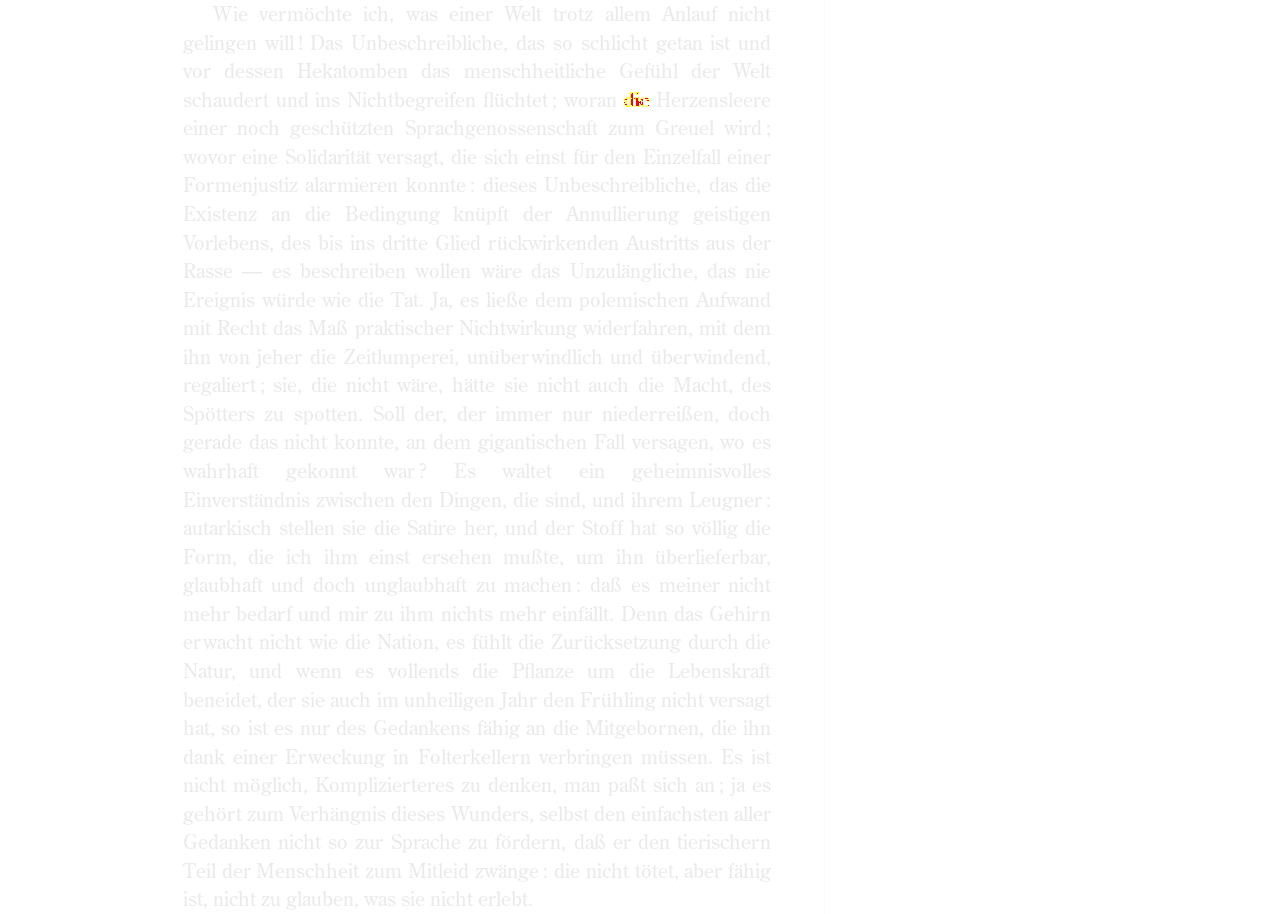 Wie vermöchte ich, was einer Welt trotz allem Anlauf nicht
gelingen will! Das Unbeschreibliche, das so schlicht getan ist und
vor dessen Hekatomben das menschheitliche Gefühl der Welt
schaudert und ins Nichtbegreifen flüchtet; woran die Herzensleere
einer noch geschützten Sprachgenossenschaft zum Greuel wird;
wovor eine Solidarität versagt, die sich einst für den Einzelfall einer
Formenjustiz alarmieren konnte: dieses Unbeschreibliche, das die
Existenz an die Bedingung knüpft der Annullierung geistigen
Vorlebens, des bis ins dritte Glied rückwirkenden Austritts aus der
Rasse — es beschreiben wollen wäre das Unzulängliche, das nie
Ereignis würde wie die Tat. Ja, es ließe dem polemischen Aufwand
mit Recht das Maß praktischer Nichtwirkung widerfahren, mit dem
ihn von jeher die Zeitlumperei, unüberwindlich und überwindend,
regaliert; sie, die nicht wäre, hätte sie nicht auch die Macht, des
Spötters zu spotten. Soll der, der immer nur niederreißen, doch
gerade das nicht konnte, an dem gigantischen Fall versagen, wo es
wahrhaft gekonnt war? Es waltet ein geheimnisvolles
Einverständnis zwischen den Dingen, die sind, und ihrem Leugner:
autarkisch stellen sie die Satire her, und der Stoff hat so völlig die
Form, die ich ihm einst ersehen mußte, um ihn überlieferbar,
glaubhaft und doch unglaubhaft zu machen: daß es meiner nicht
mehr bedarf und mir zu ihm nichts mehr einfällt. Denn das Gehirn
erwacht nicht wie die Nation, es fühlt die Zurücksetzung durch die
Natur, und wenn es vollends die Pflanze um die Lebenskraft
beneidet, der sie auch im unheiligen Jahr den Frühling nicht versagt
hat, so ist es nur des Gedankens fähig an die Mitgebornen, die ihn
dank einer Erweckung in Folterkellern verbringen müssen. Es ist
nicht möglich, Komplizierteres zu denken, man paßt sich an; ja es
gehört zum Verhängnis dieses Wunders, selbst den einfachsten aller
Gedanken nicht so zur Sprache zu fördern, daß er den tierischern
Teil der Menschheit zum Mitleid zwänge: die nicht tötet, aber fähig
ist, nicht zu glauben, was sie nicht erlebt.